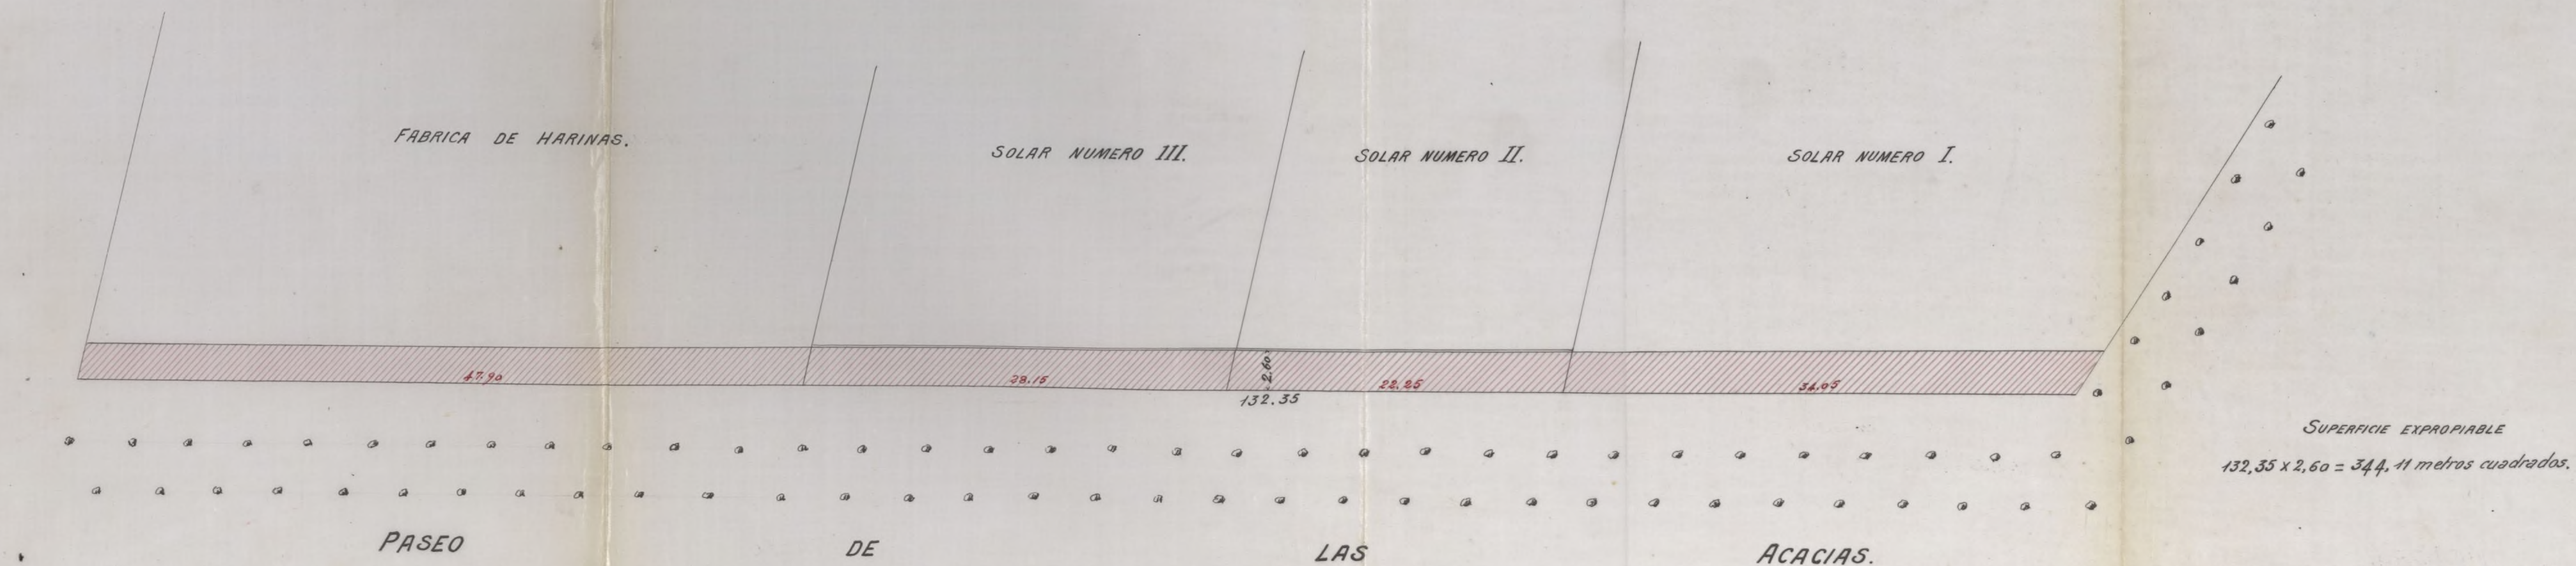 FABRICA DE HARINAS.
SOLAR NUMERO III.
SOLAR NUMERO II.
SOLAR NUMERO I.
47.90
28.15
2.60
22.25
34.05
132.35
SUPERFICIE EXPROPIABLE
132,35 x 2,60 = 344,11 metros cuadrados.
PASEO DE LAS ACACIAS.